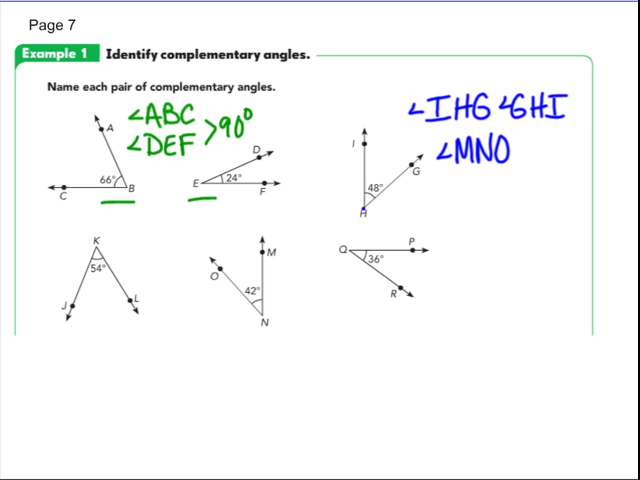 Page 7
Example 1 Identify complementary angles.
Name each pair of complementary angles.
∠ABC
∠DEF >90°
∠IHG ∠GHI
∠MNO
A
66°
B
C
D
E
24°
F
I
G
48°
H
K
54°
J
L
M
O
42°
N
Q
P
36°
R